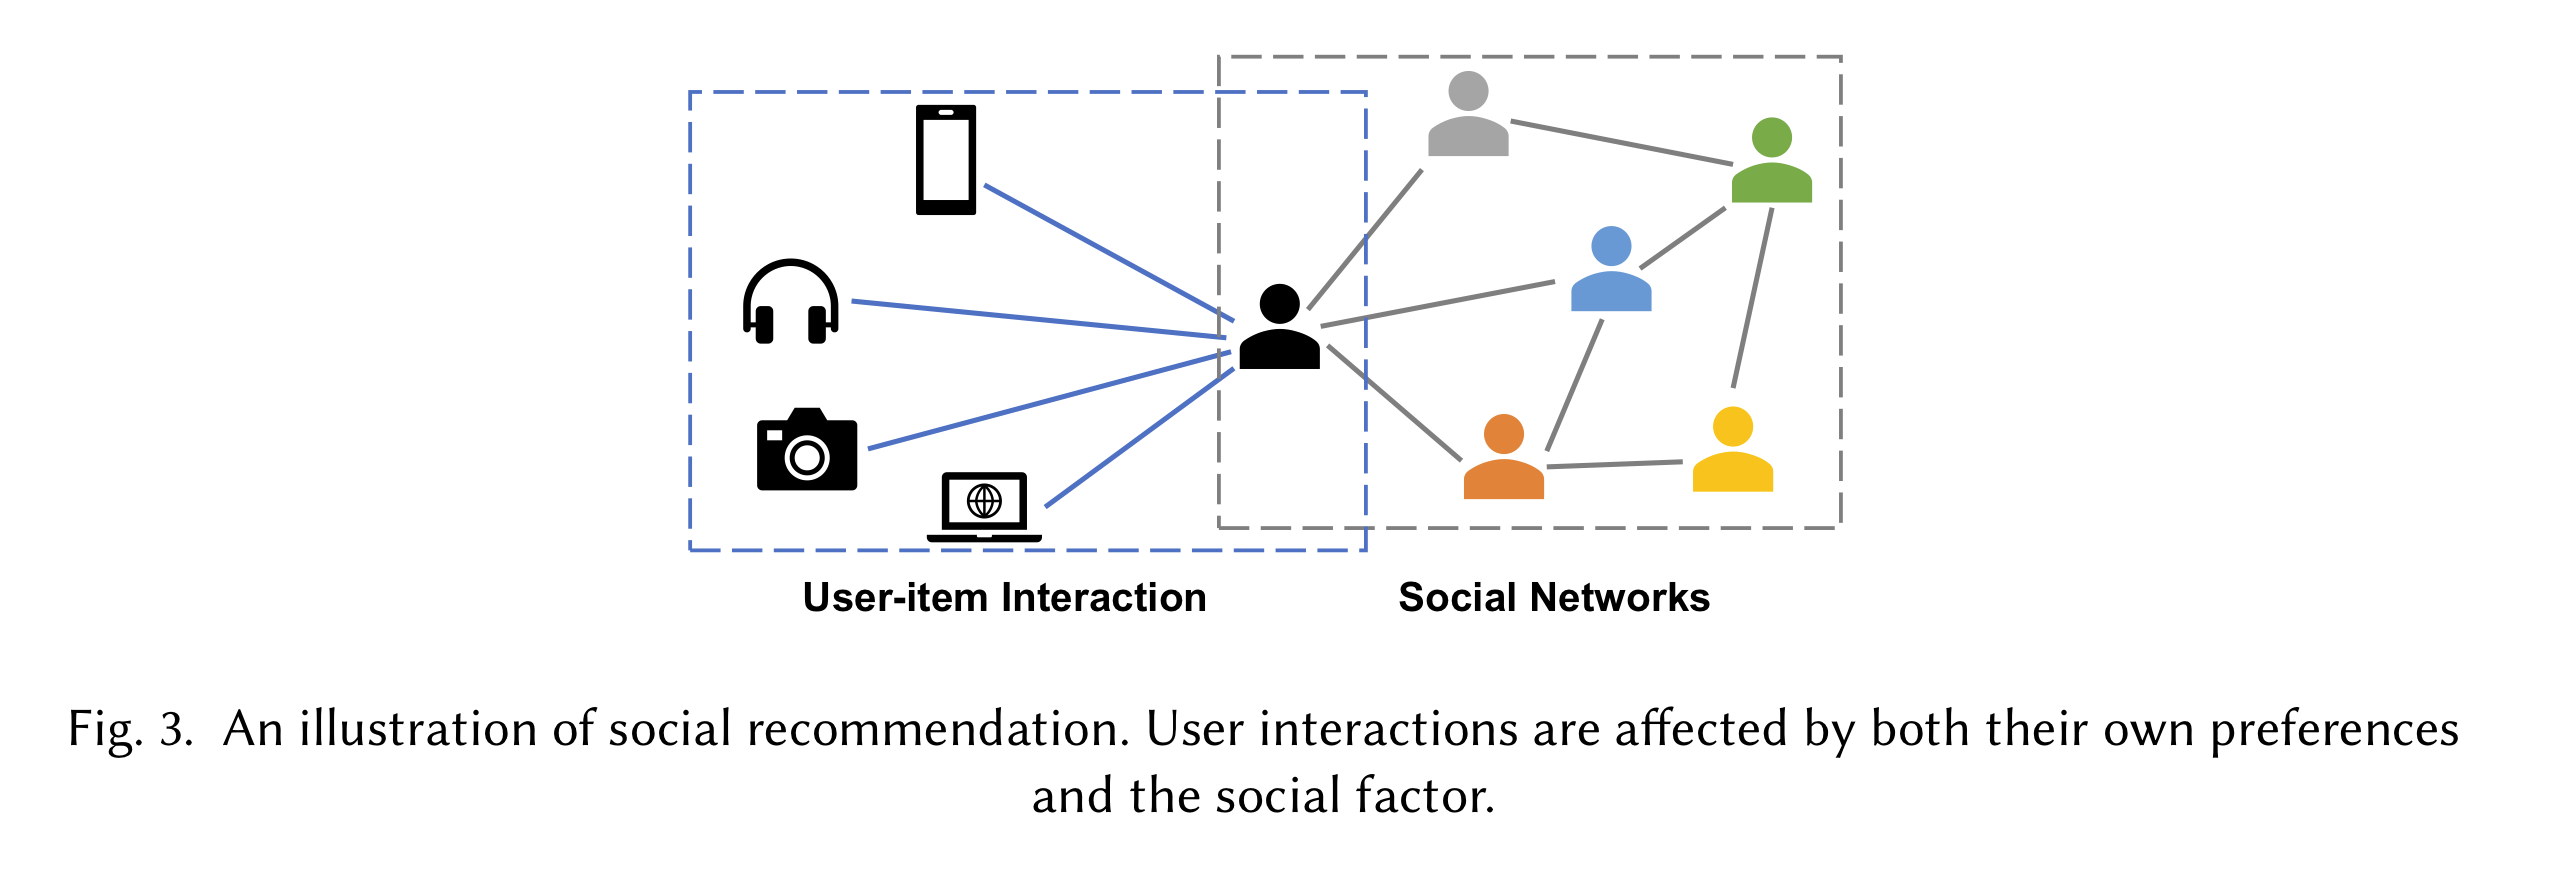 User-item Interaction
Social Networks
Fig. 3. An illustration of social recommendation. User interactions are affected by both their own preferences
and the social factor.